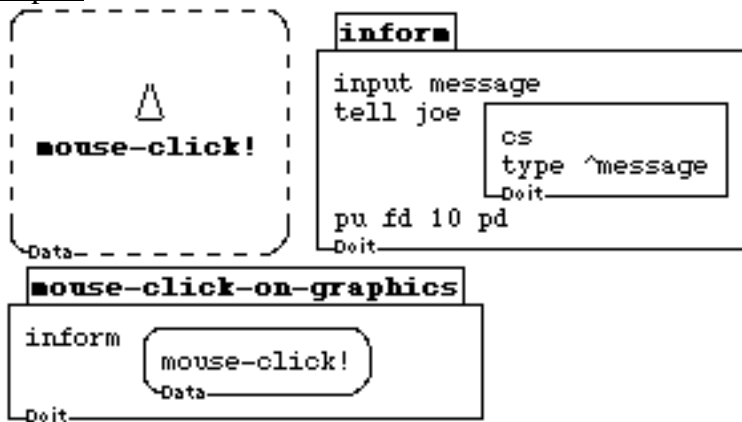 mouse-click!
Data
inform
input message
tell joe
cs
type ^message
Doit
pu fd 10 pd
Doit
mouse-click-on-graphics
inform
mouse-click!
Data
Doit